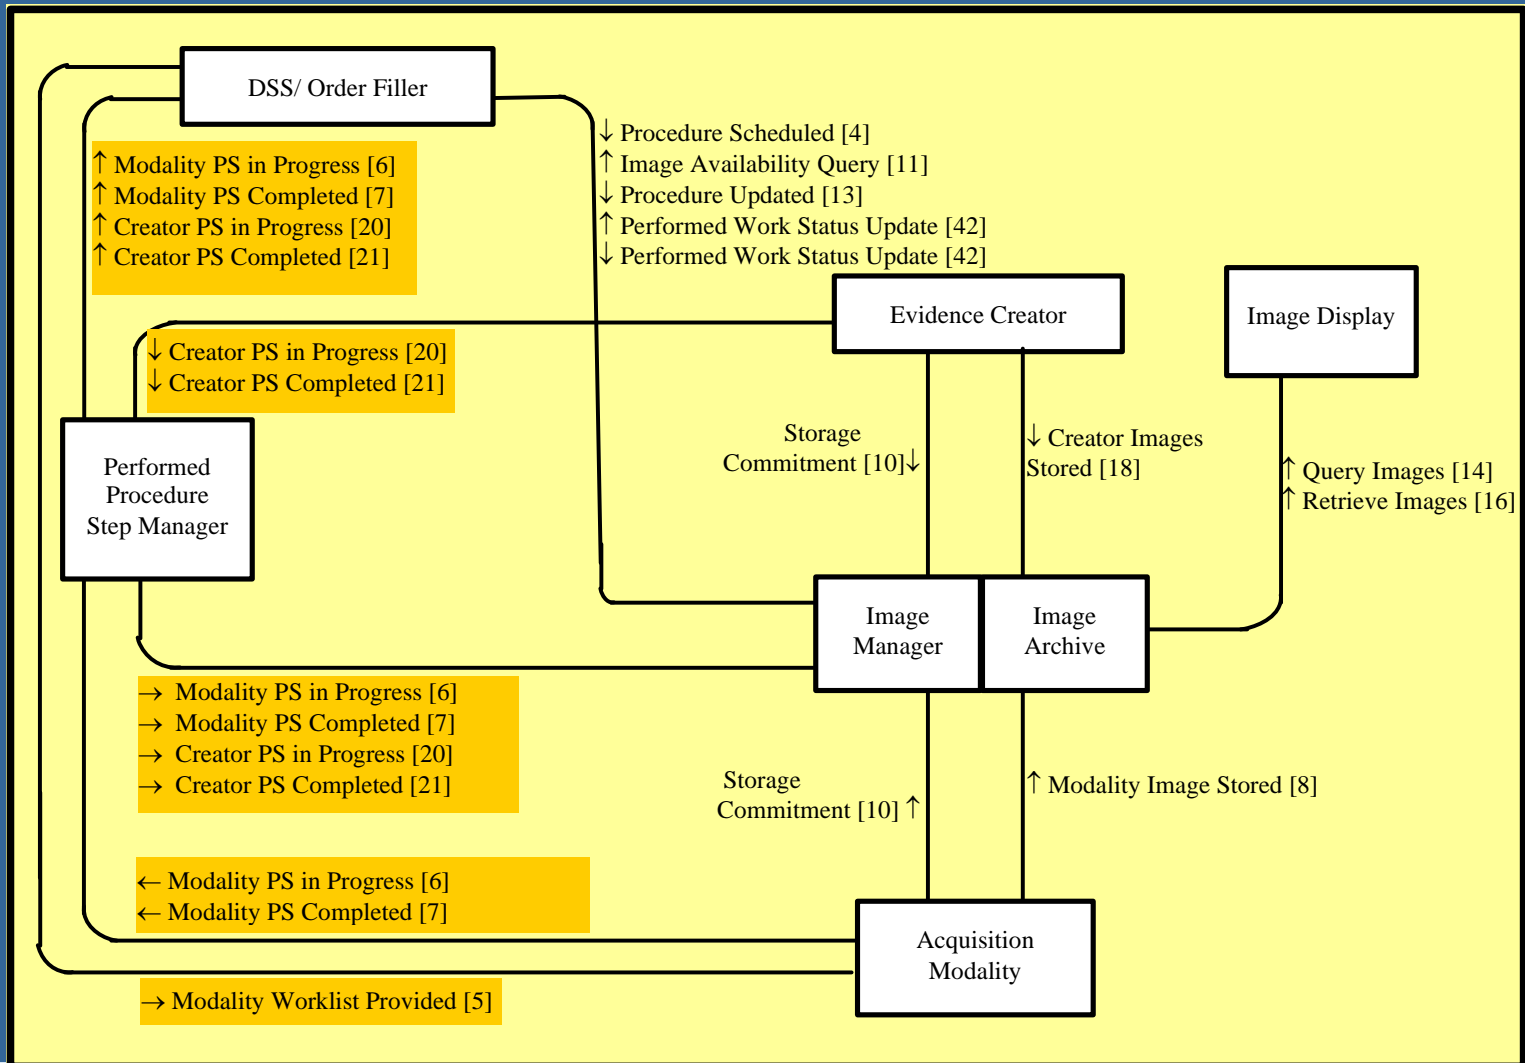 DSS/ Order Filler
↑ Modality PS in Progress [6]
↑ Modality PS Completed [7]
↑ Creator PS in Progress [20]
↑ Creator PS Completed [21]
↓ Procedure Scheduled [4]
↑ Image Availability Query [11]
↓ Procedure Updated [13]
↑ Performed Work Status Update [42]
↓ Performed Work Status Update [42]
Evidence Creator
Image Display
↓ Creator PS in Progress [20]
↓ Creator PS Completed [21]
Performed
Procedure
Step Manager
Storage
Commitment [10]↓
↓ Creator Images
Stored [18]
↑ Query Images [14]
↑ Retrieve Images [16]
Image
Manager
Image
Archive
→ Modality PS in Progress [6]
→ Modality PS Completed [7]
→ Creator PS in Progress [20]
→ Creator PS Completed [21]
Storage
Commitment [10] ↑
↑ Modality Image Stored [8]
← Modality PS in Progress [6]
← Modality PS Completed [7]
Acquisition
Modality
→ Modality Worklist Provided [5]